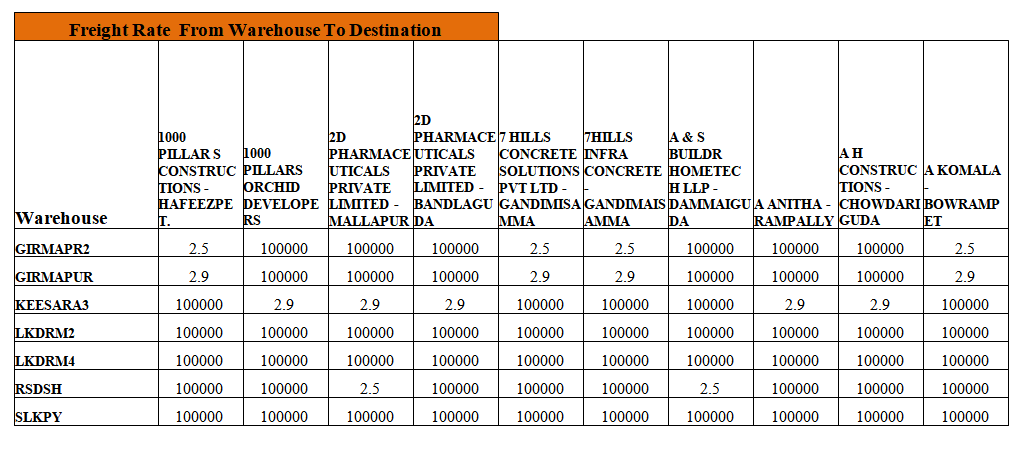 Freight Rate From Warehouse To Destination
Warehouse
1000
PILLAR S
CONSTRUC
TIONS -
HAFEEZPE
T.
1000
PILLARS
ORCHID
DEVELOPE
RS
2D
PHARMACE
UTICALS
PRIVATE
LIMITED -
MALLAPUR
2D
PHARMACE
UTICALS
PRIVATE
LIMITED -
BANDLAGU
DA
7 HILLS
CONCRETE
SOLUTIONS
PVT LTD -
GANDIMISA
MMA
7HILLS
INFRA
CONCRETE
-
GANDIMAIS
AMMA
A & S
BUILDR
HOMETEC
H LLP -
DAMMAIGU
DA
A ANITHA -
RAMPALLY
A H
CONSTRUC
TIONS -
CHOWDARI
GUDA
A KOMALA
-
BOWRAMP
ET
GIRMAPR2 2.5 100000 100000 100000 2.5 2.5 100000 100000 100000 2.5
GIRMAPUR 2.9 100000 100000 100000 2.9 2.9 100000 100000 100000 2.9
KEESARA3 100000 2.9 2.9 2.9 100000 100000 100000 2.9 2.9 100000
LKDRM2 100000 100000 100000 100000 100000 100000 100000 100000 100000 100000
LKDRM4 100000 100000 100000 100000 100000 100000 100000 100000 100000 100000
RSDSH 100000 100000 2.5 100000 100000 100000 2.5 100000 100000 100000
SLKPY 100000 100000 100000 100000 100000 100000 100000 100000 100000 100000